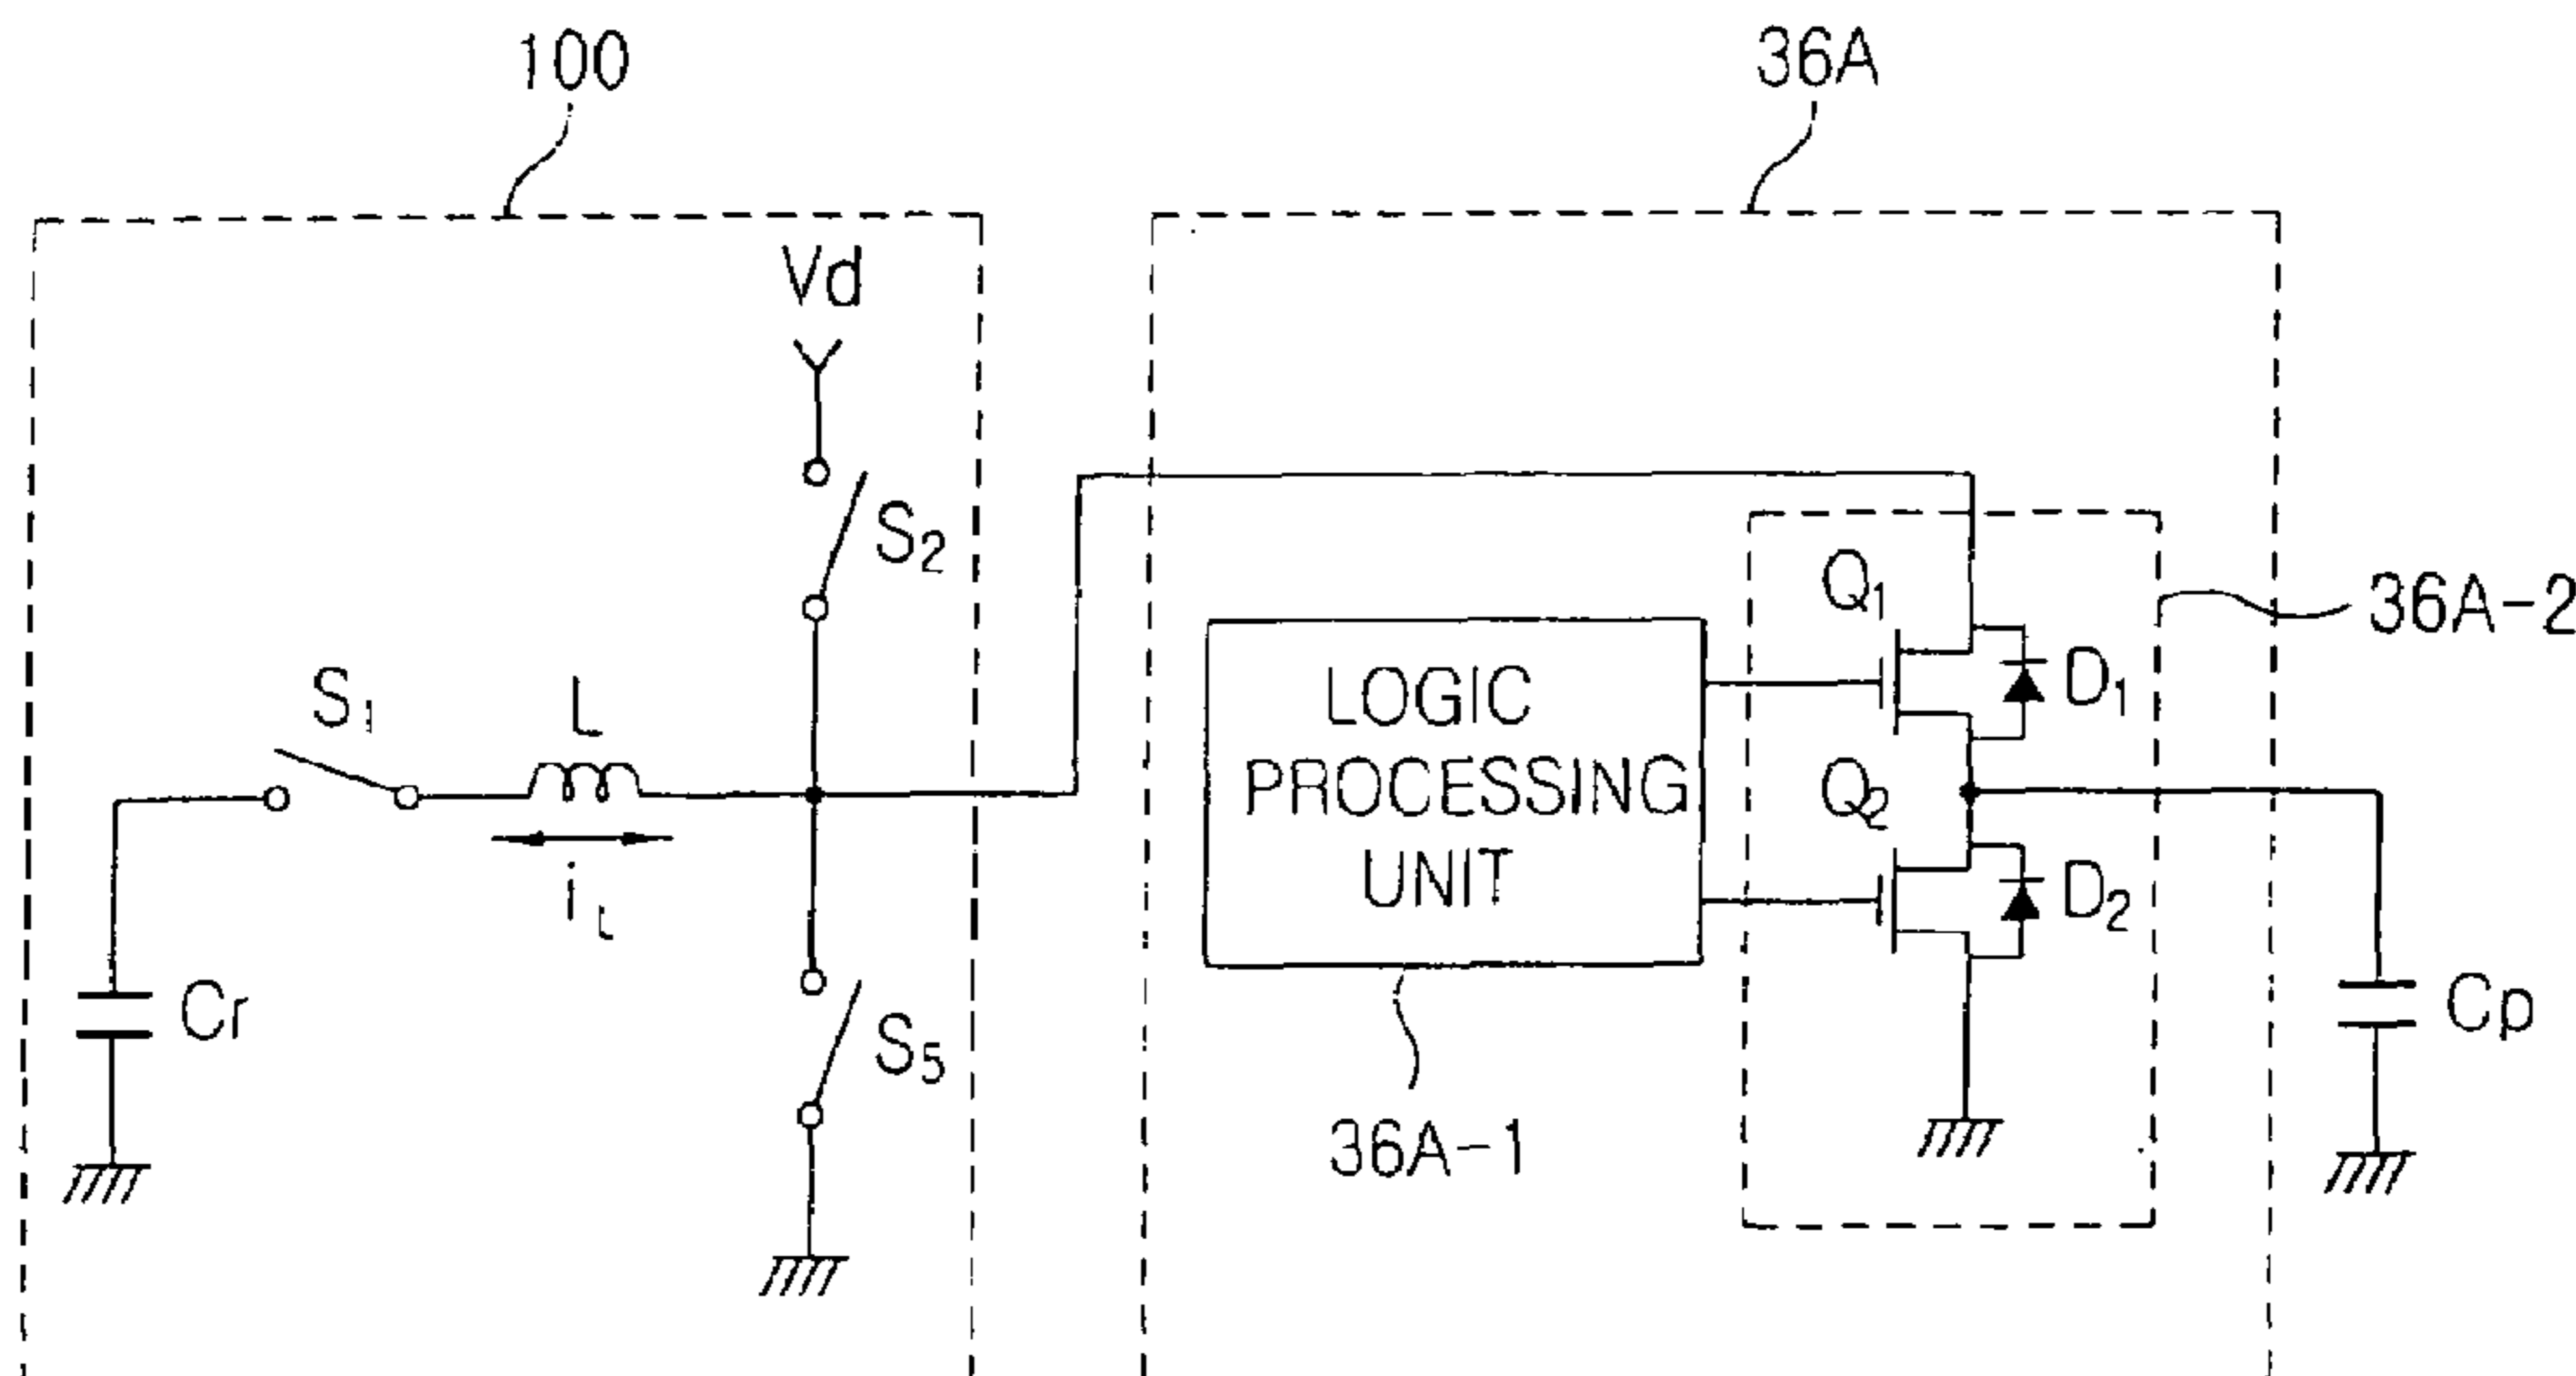 100
36A
Vd
S2
Q1
36A-2
S1
L
D1
LOGIC
PROCESSING
UNIT
Q2
iL
D2
Cr
S5
Cp
36A-1